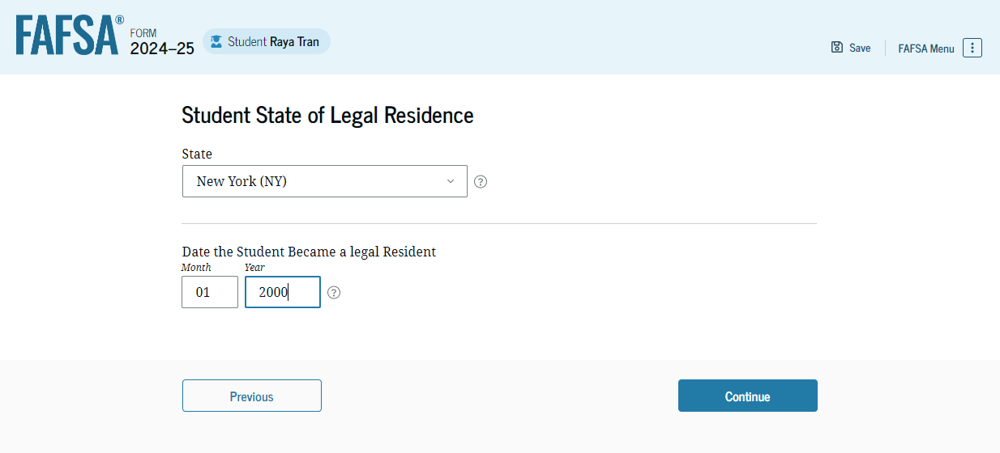 FAFSA®
FORM
2024–25
Student Raya Tran
Save
FAFSA Menu
Student State of Legal Residence
State
New York (NY)
?
Date the Student Became a legal Resident
Month Year
01 2000 ?
Previous Continue